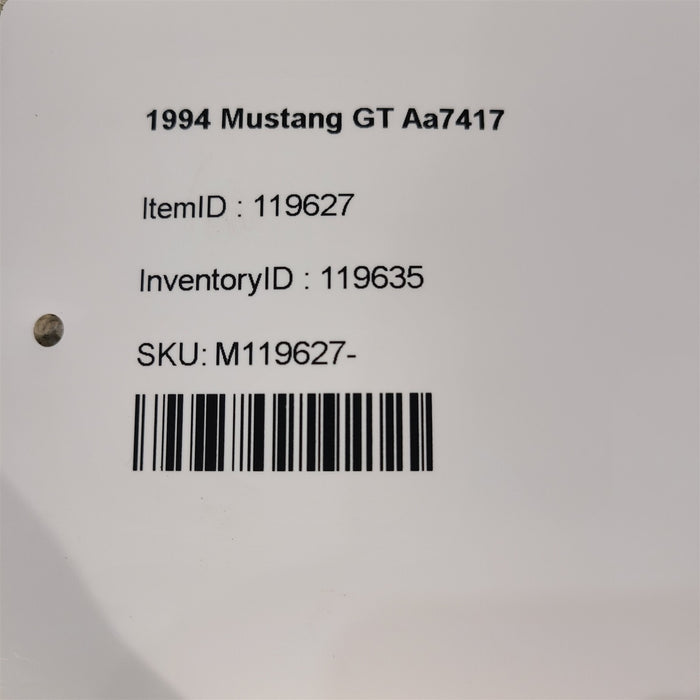 1994 Mustang GT Aa7417
ItemID : 119627
InventoryID : 119635
SKU: M119627-